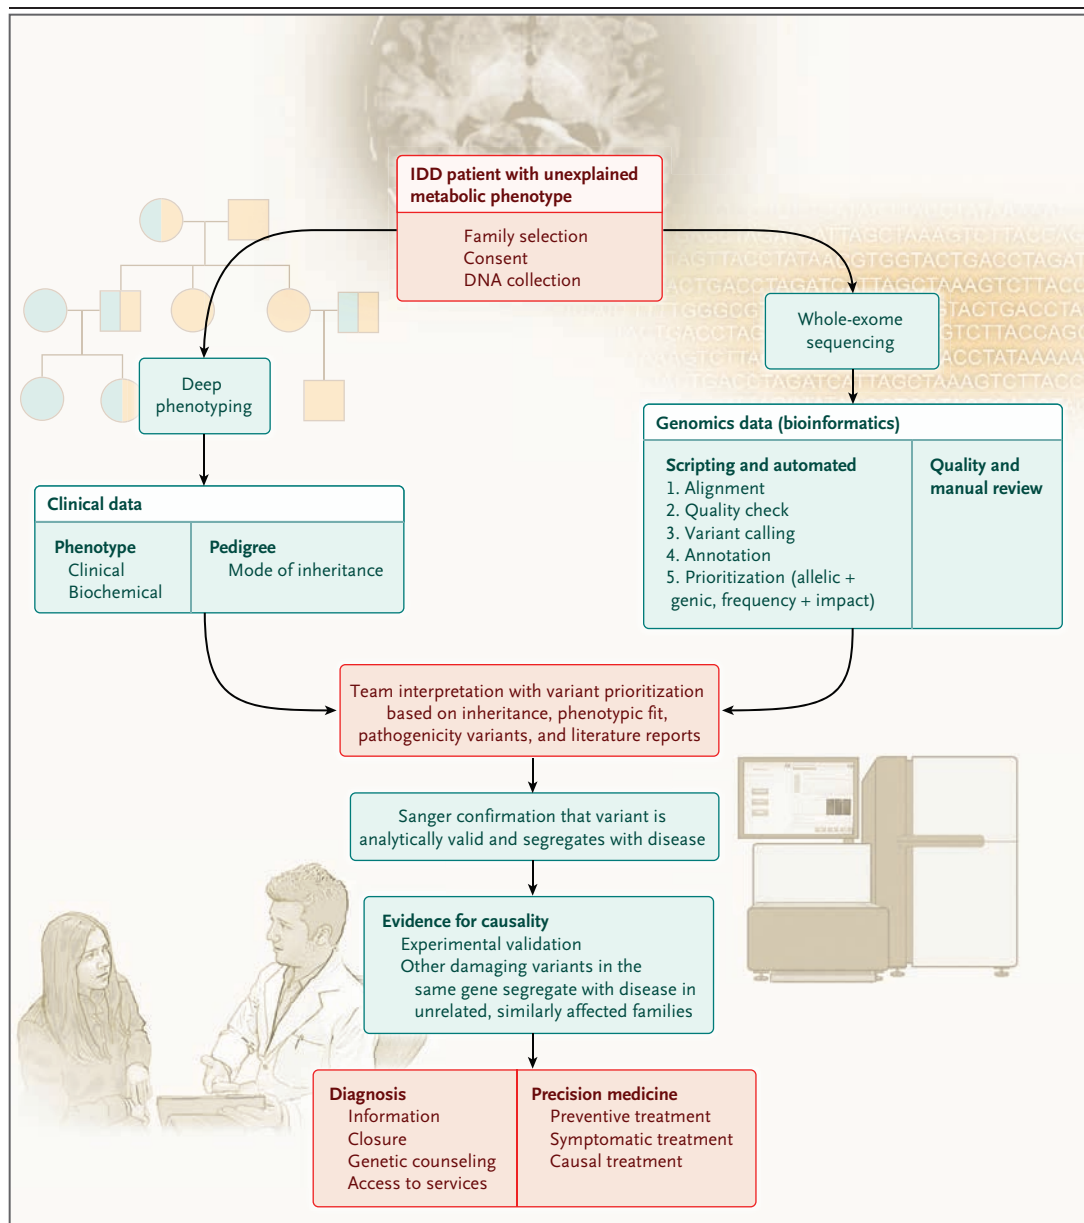 IDD patient with unexplained
metabolic phenotype
Family selection
Consent
DNA collection
Whole-exome
sequencing
Deep
phenotyping
Genomics data (bioinformatics)
Scripting and automated
1. Alignment
2. Quality check
3. Variant calling
4. Annotation
5. Prioritization (allelic +
genic, frequency + impact)
Quality and
manual review
Clinical data
Phenotype
Clinical
Biochemical
Pedigree
Mode of inheritance
Team interpretation with variant prioritization
based on inheritance, phenotypic fit,
pathogenicity variants, and literature reports
Sanger confirmation that variant is
analytically valid and segregates with disease
Evidence for causality
Experimental validation
Other damaging variants in the
same gene segregate with disease in
unrelated, similarly affected families
Diagnosis
Information
Closure
Genetic counseling
Access to services
Precision medicine
Preventive treatment
Symptomatic treatment
Causal treatment